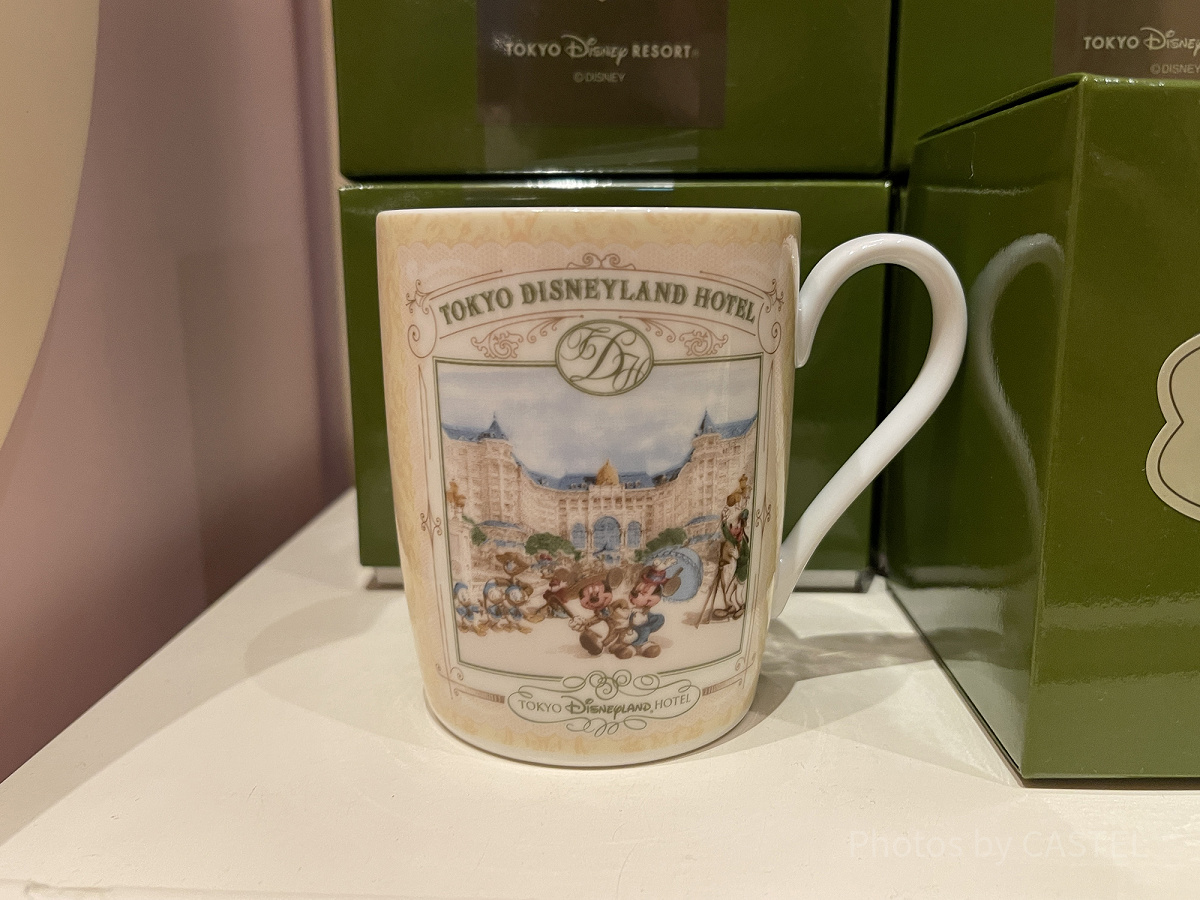 TOKYO Disney RESORT®
©DISNEY
TOKYO Disney
©DISNEY
TOKYO DISNEYLAND HOTEL
TDH
TOKYO DISNEYLAND® HOTEL
Photos by CASTEL